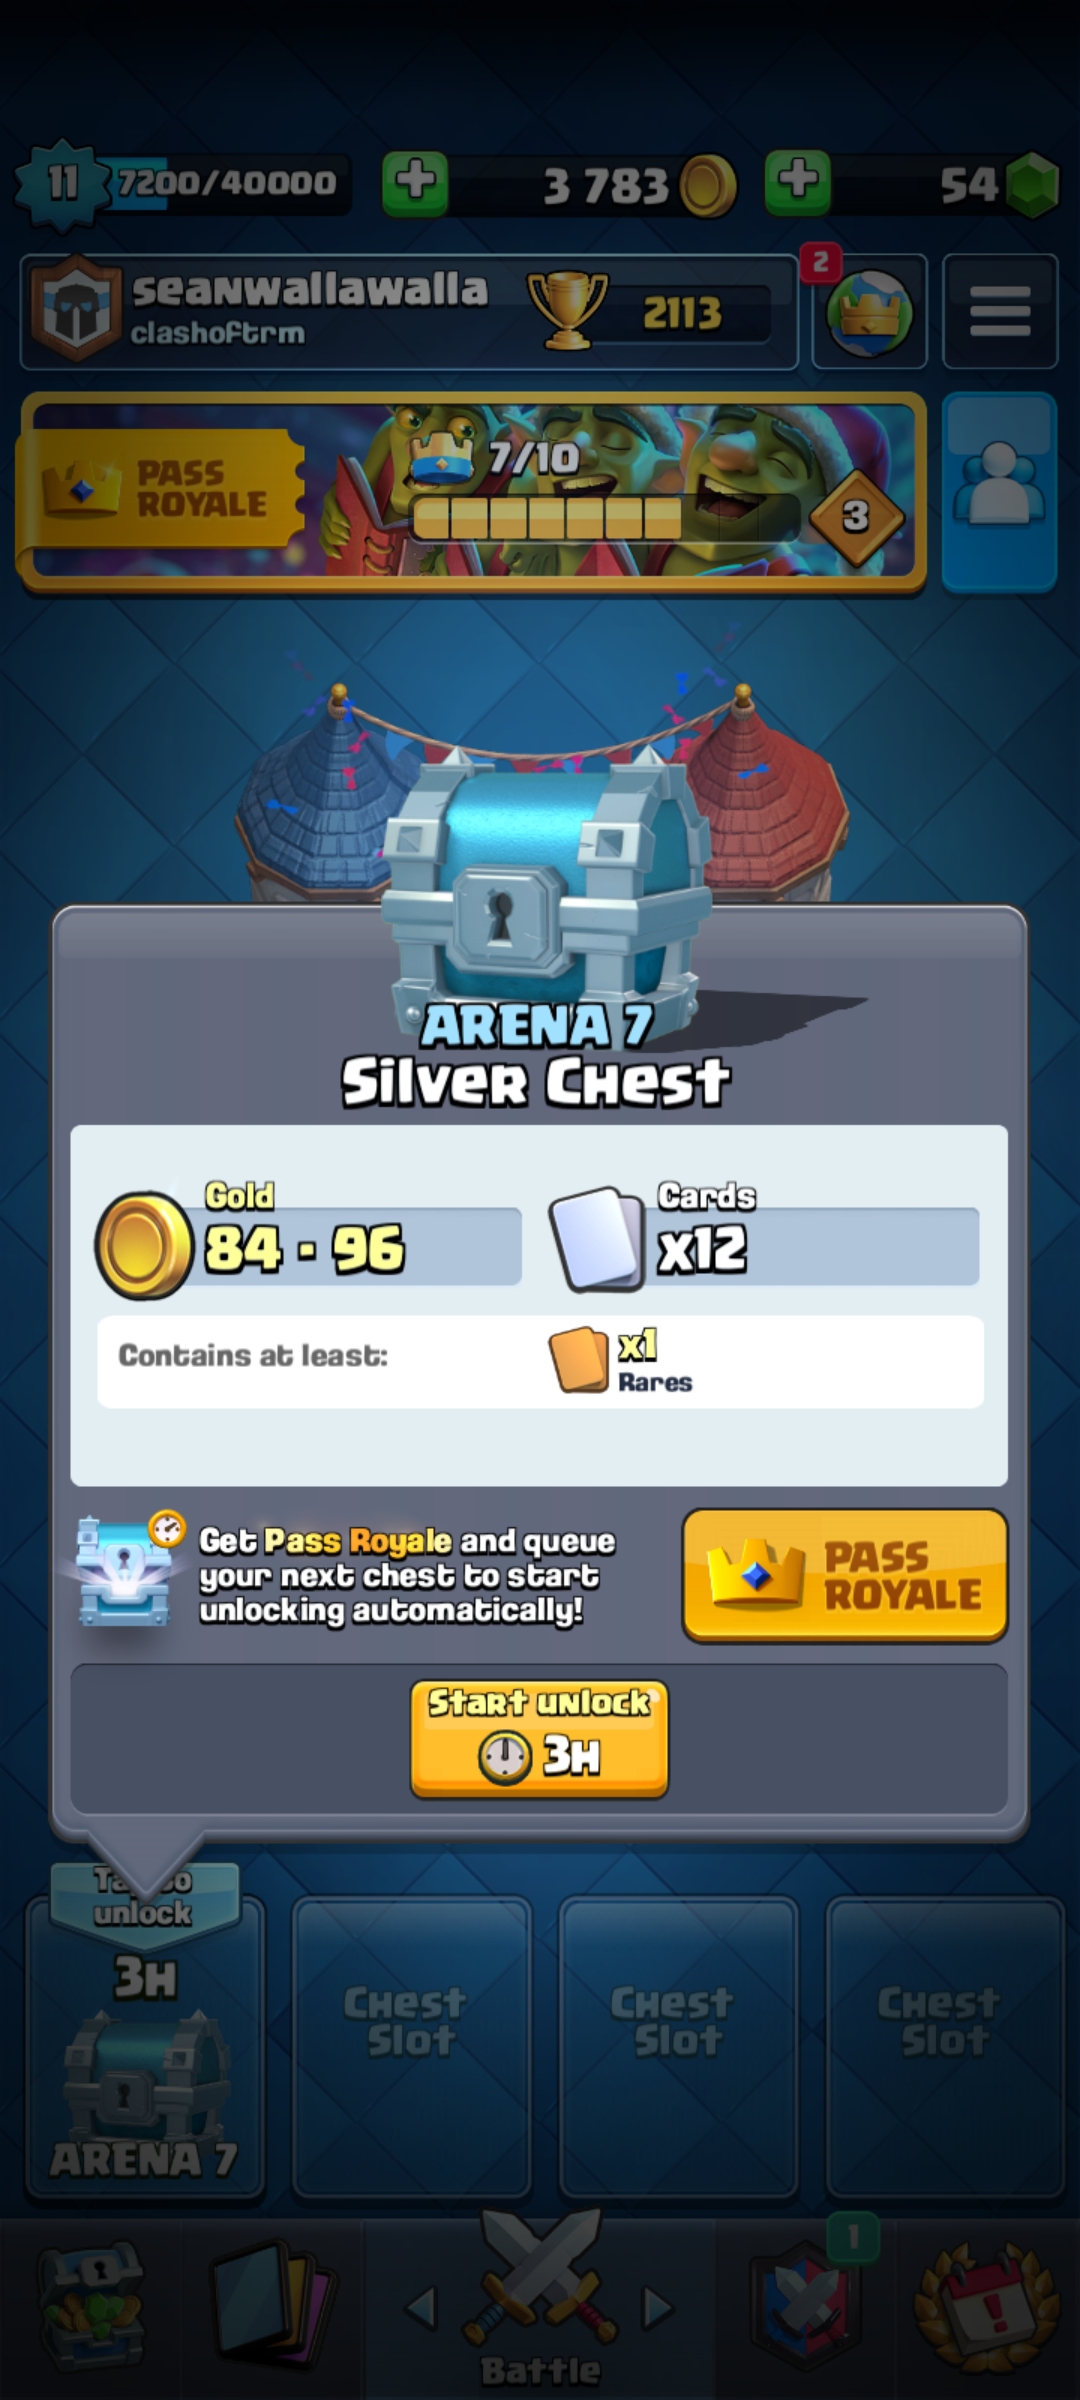 11
7200/40000
3 783
54
seanwallawalla
clashoftrm
2113
2
PASS
ROYALE
7/10
3
ARENA 7
Silver Chest
Gold
84 - 96
Cards
x12
Contains at least:
x1
Rares
Get Pass Royale and queue
your next chest to start
unlocking automatically!
PASS
ROYALE
Start unlock
3H
unlock
3H
ARENA 7
Chest
Slot
Chest
Slot
Chest
Slot
1
Battle